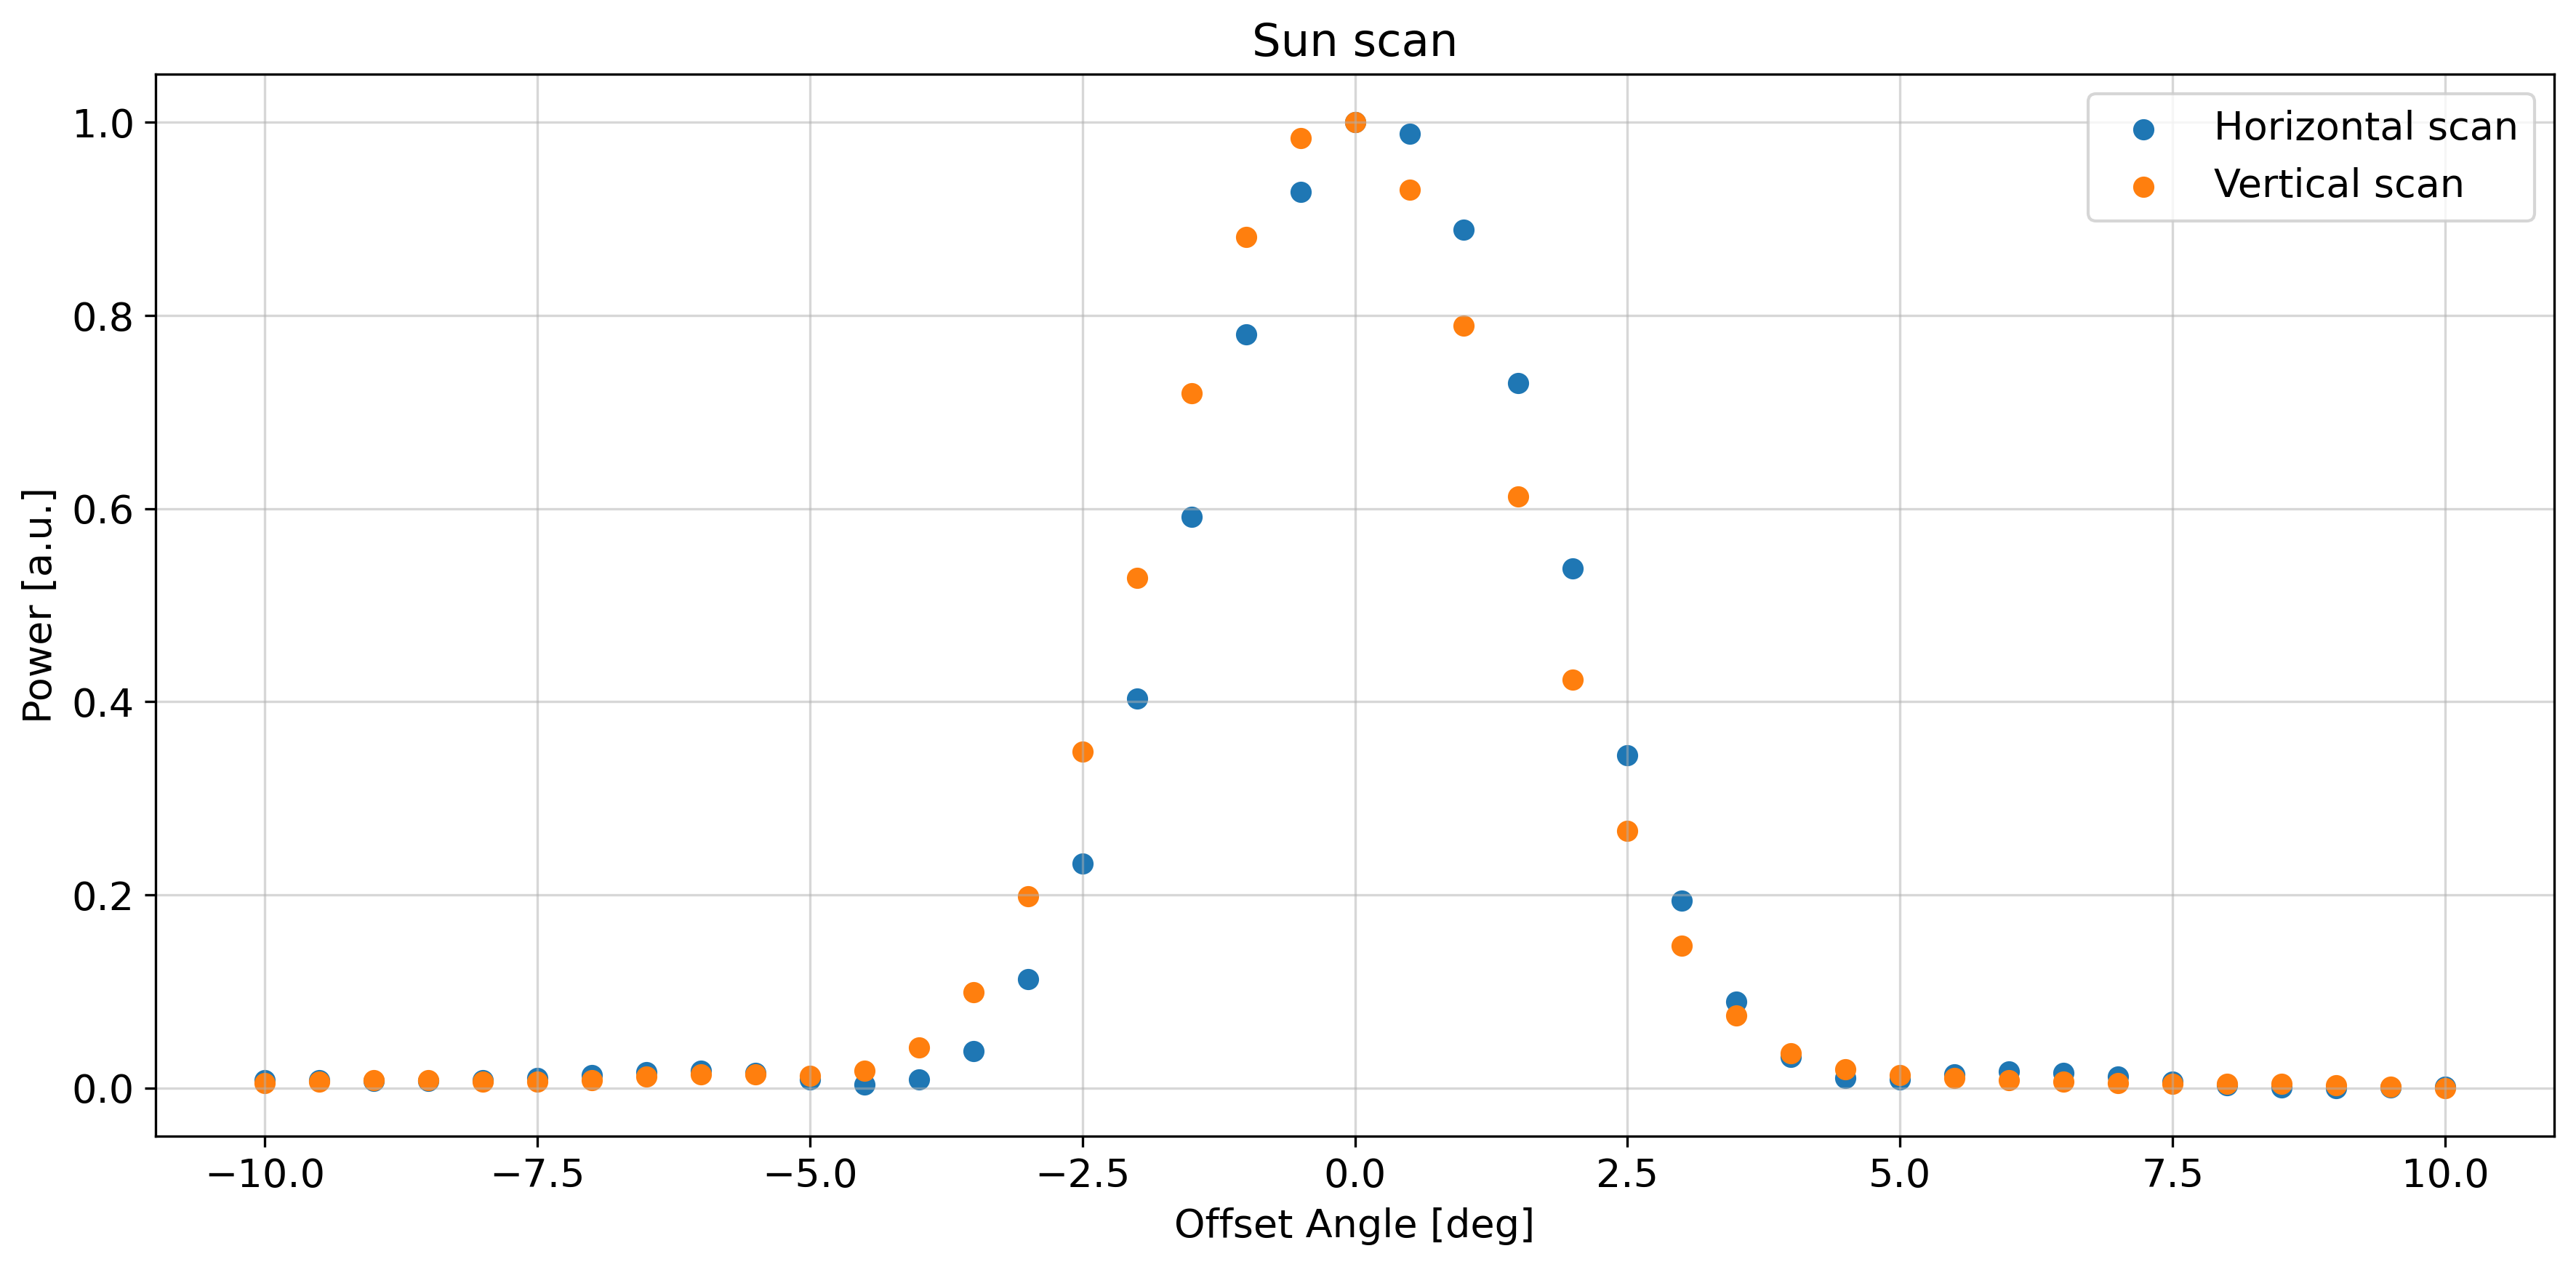 Sun scan
Horizontal scan
Vertical scan
Power [a.u.]
1.0
0.8
0.6
0.4
0.2
0.0
−10.0 −7.5 −5.0 −2.5 0.0 2.5 5.0 7.5 10.0
Offset Angle [deg]